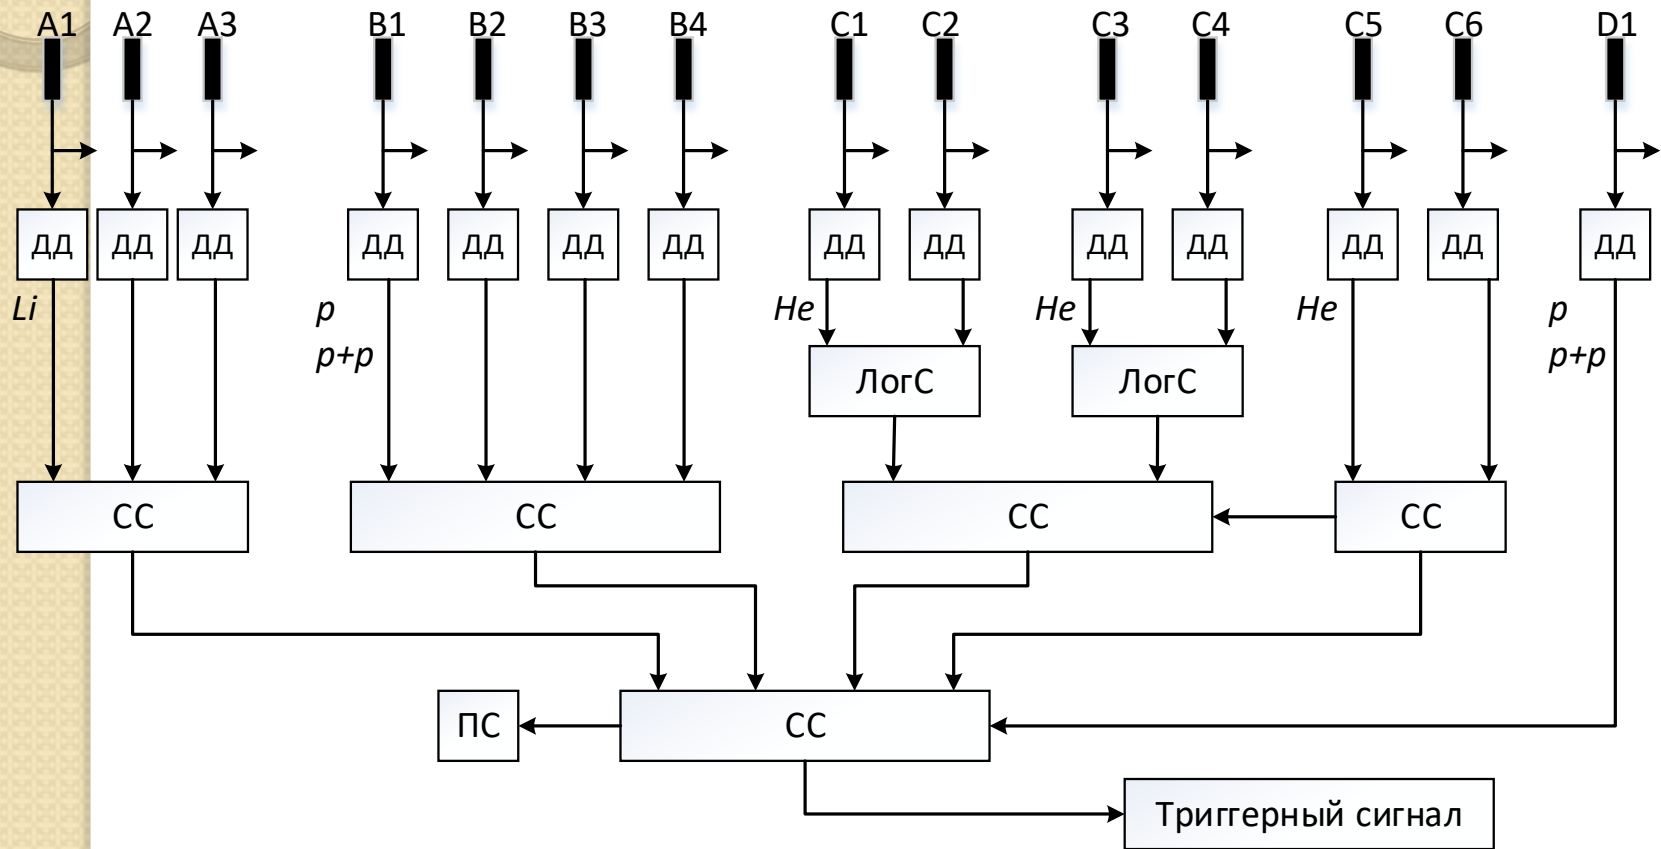 A1 A2 A3 B1 B2 B3 B4 C1 C2 C3 C4 C5 C6 D1
ДД ДД ДД ДД ДД ДД ДД ДД ДД ДД ДД ДД ДД ДД
Li p He He He p
p+p p+p
ЛогС ЛогС
СС СС СС СС
ПС СС
Триггерный сигнал